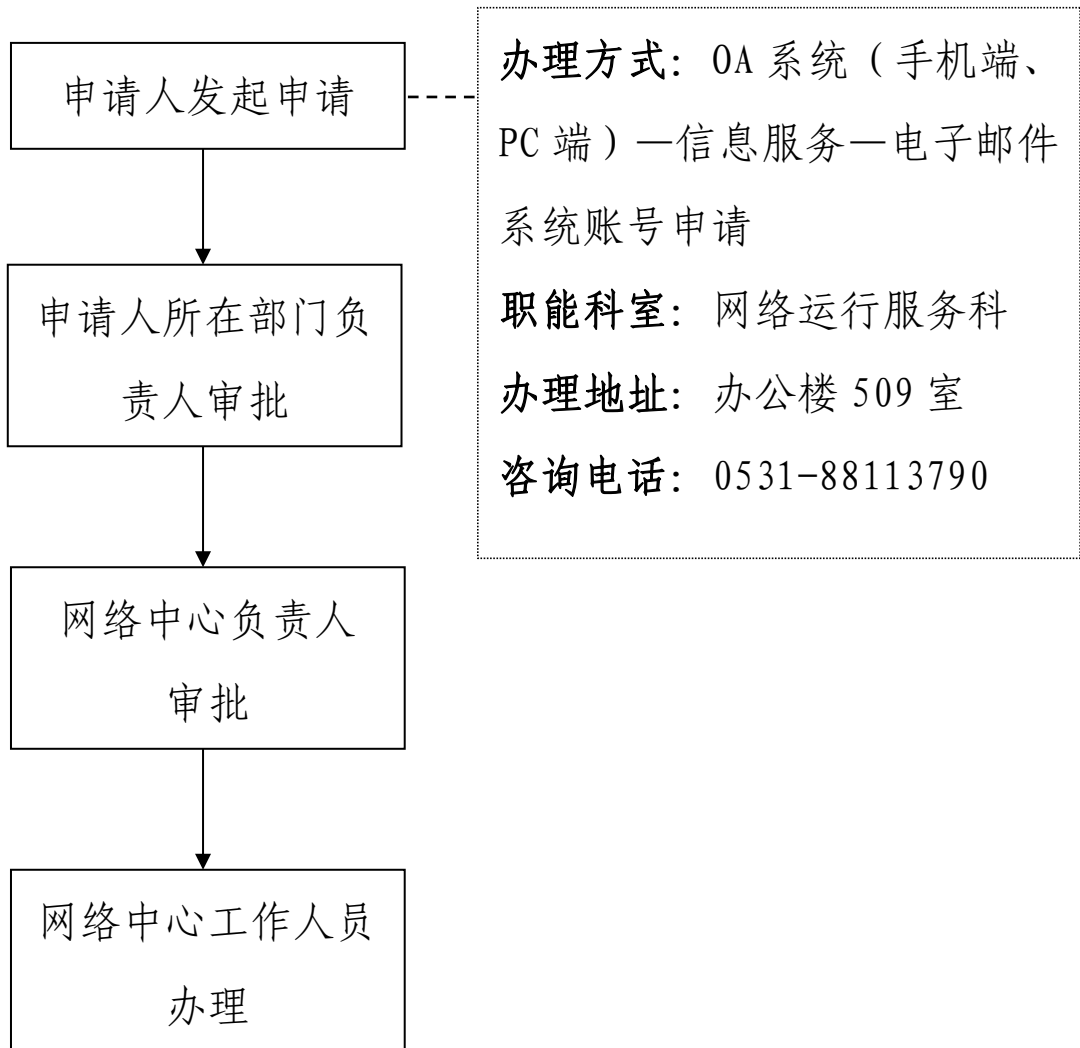 申请人发起申请
办理方式：OA 系统（手机端、
PC 端）—信息服务—电子邮件
系统账号申请
职能科室：网络运行服务科
办理地址：办公楼 509 室
咨询电话：0531-88113790
申请人所在部门负
责人审批
网络中心负责人
审批
网络中心工作人员
办理